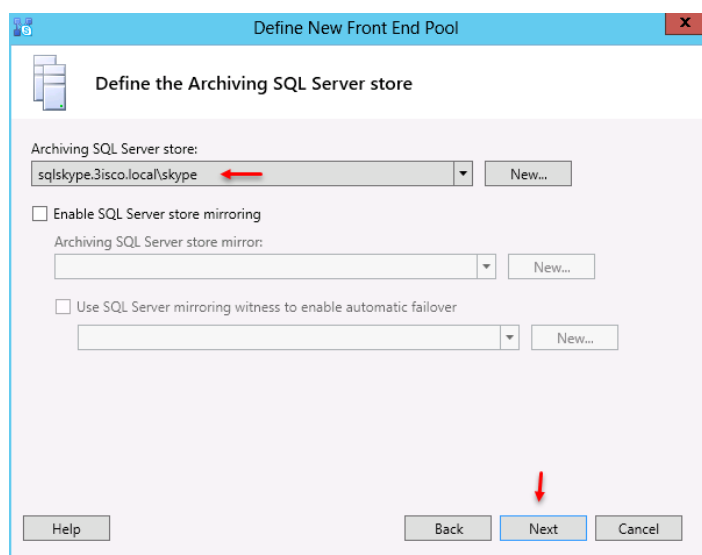 Define New Front End Pool
Define the Archiving SQL Server store
Archiving SQL Server store:
sqlskype.3isco.local\skype
New...
Enable SQL Server store mirroring
Archiving SQL Server store mirror:
New...
Use SQL Server mirroring witness to enable automatic failover
New...
Help
Back
Next
Cancel